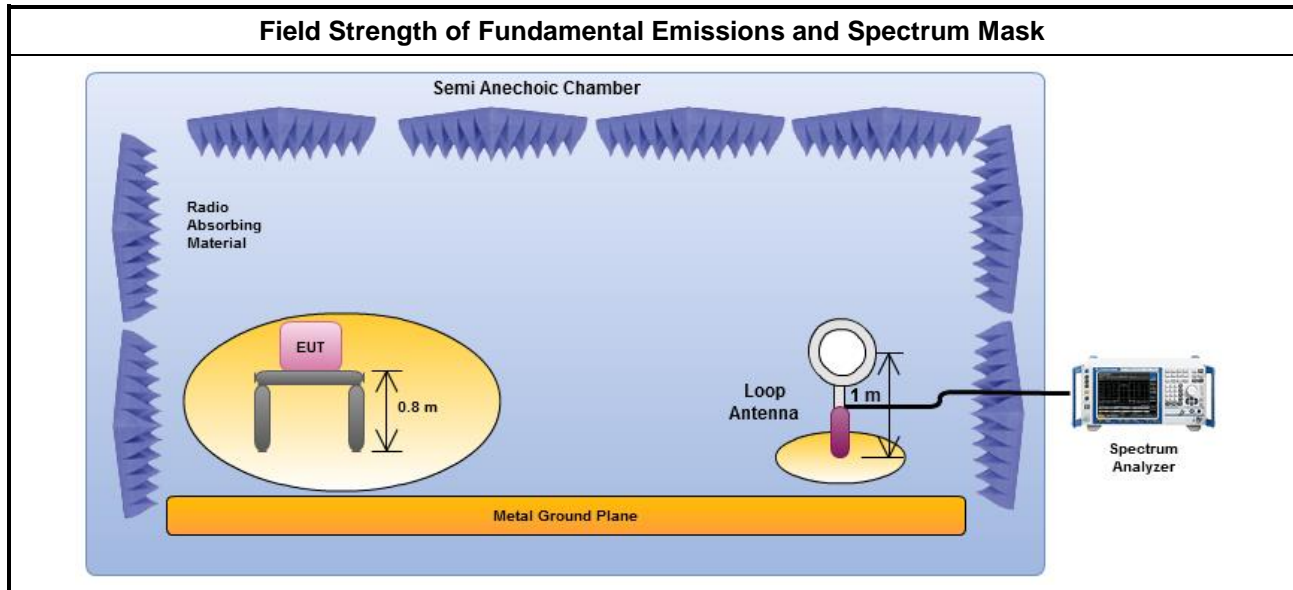 Field Strength of Fundamental Emissions and Spectrum Mask
Semi Anechoic Chamber
Radio
Absorbing
Material
EUT
0.8 m
Loop
Antenna
1 m
Spectrum
Analyzer
Metal Ground Plane